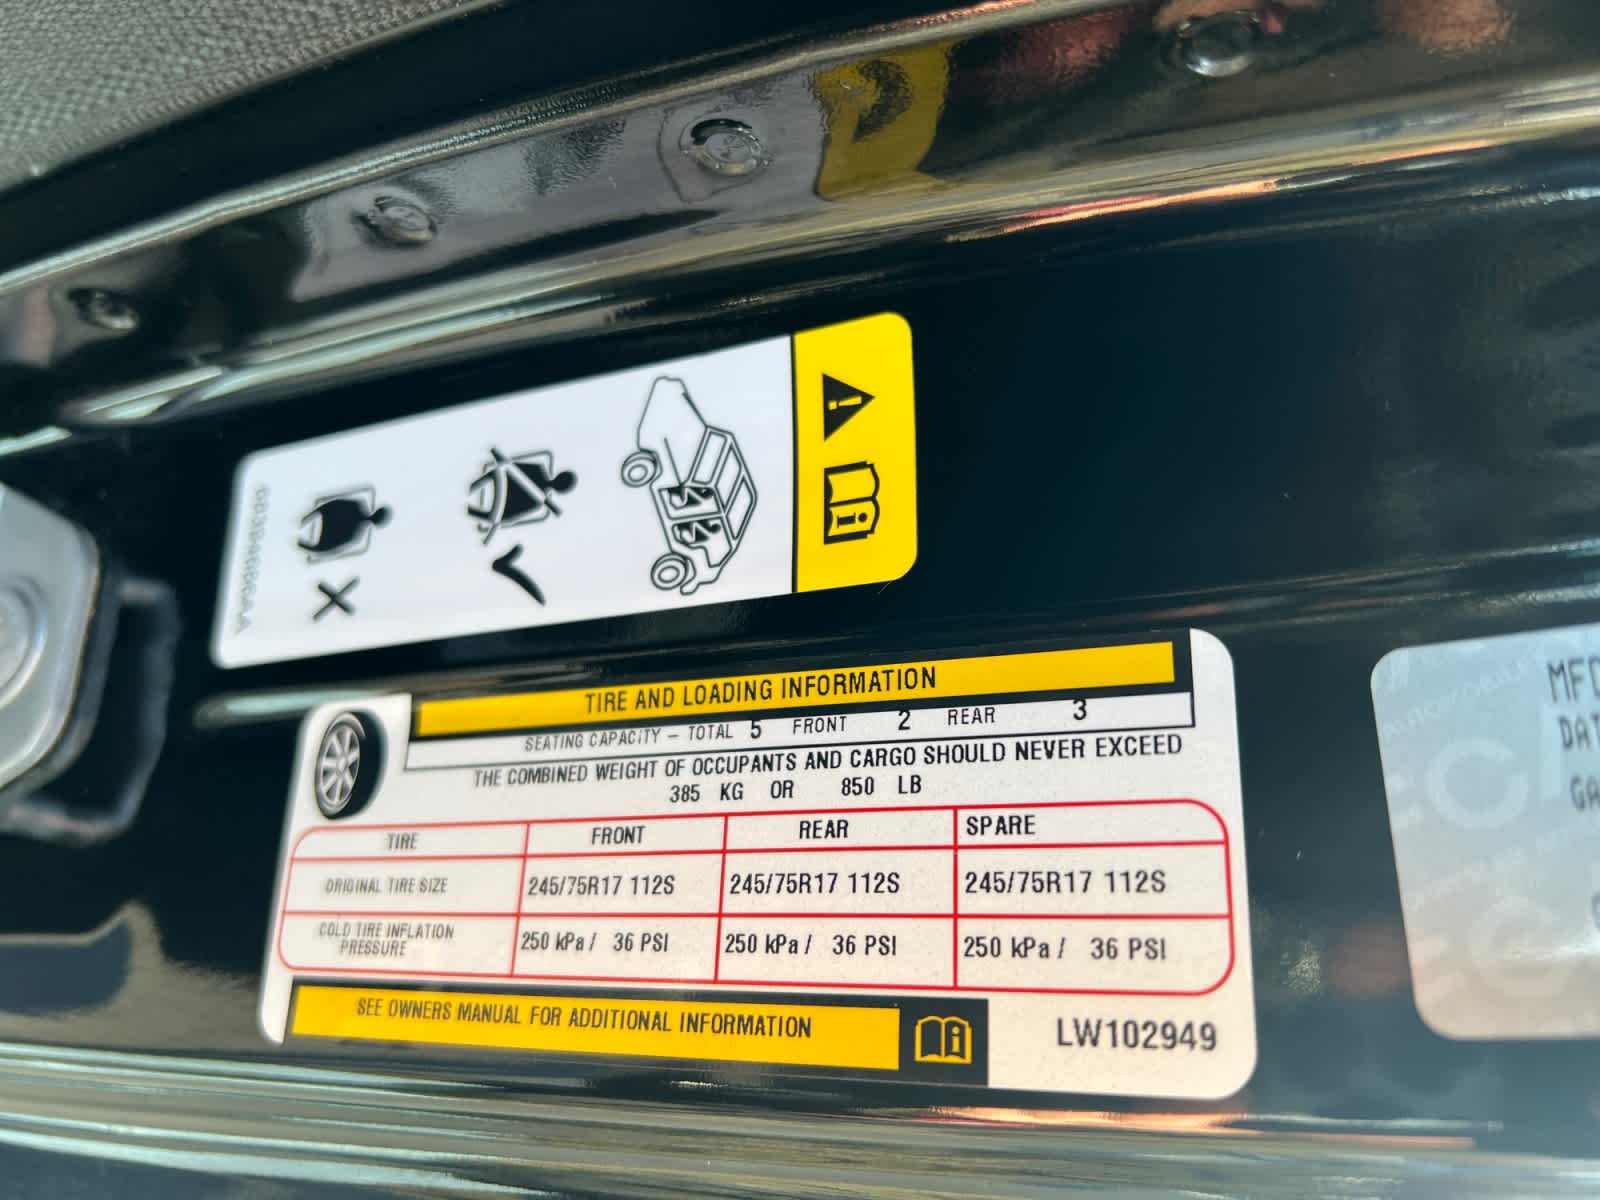 68384686AA
TIRE AND LOADING INFORMATION
SEATING CAPACITY – TOTAL 5 FRONT 2 REAR 3
THE COMBINED WEIGHT OF OCCUPANTS AND CARGO SHOULD NEVER EXCEED
385 KG OR 850 LB
TIRE FRONT REAR SPARE
ORIGINAL TIRE SIZE 245/75R17 112S 245/75R17 112S 245/75R17 112S
COLD TIRE INFLATION
PRESSURE 250 kPa / 36 PSI 250 kPa / 36 PSI 250 kPa / 36 PSI
SEE OWNERS MANUAL FOR ADDITIONAL INFORMATION
LW102949